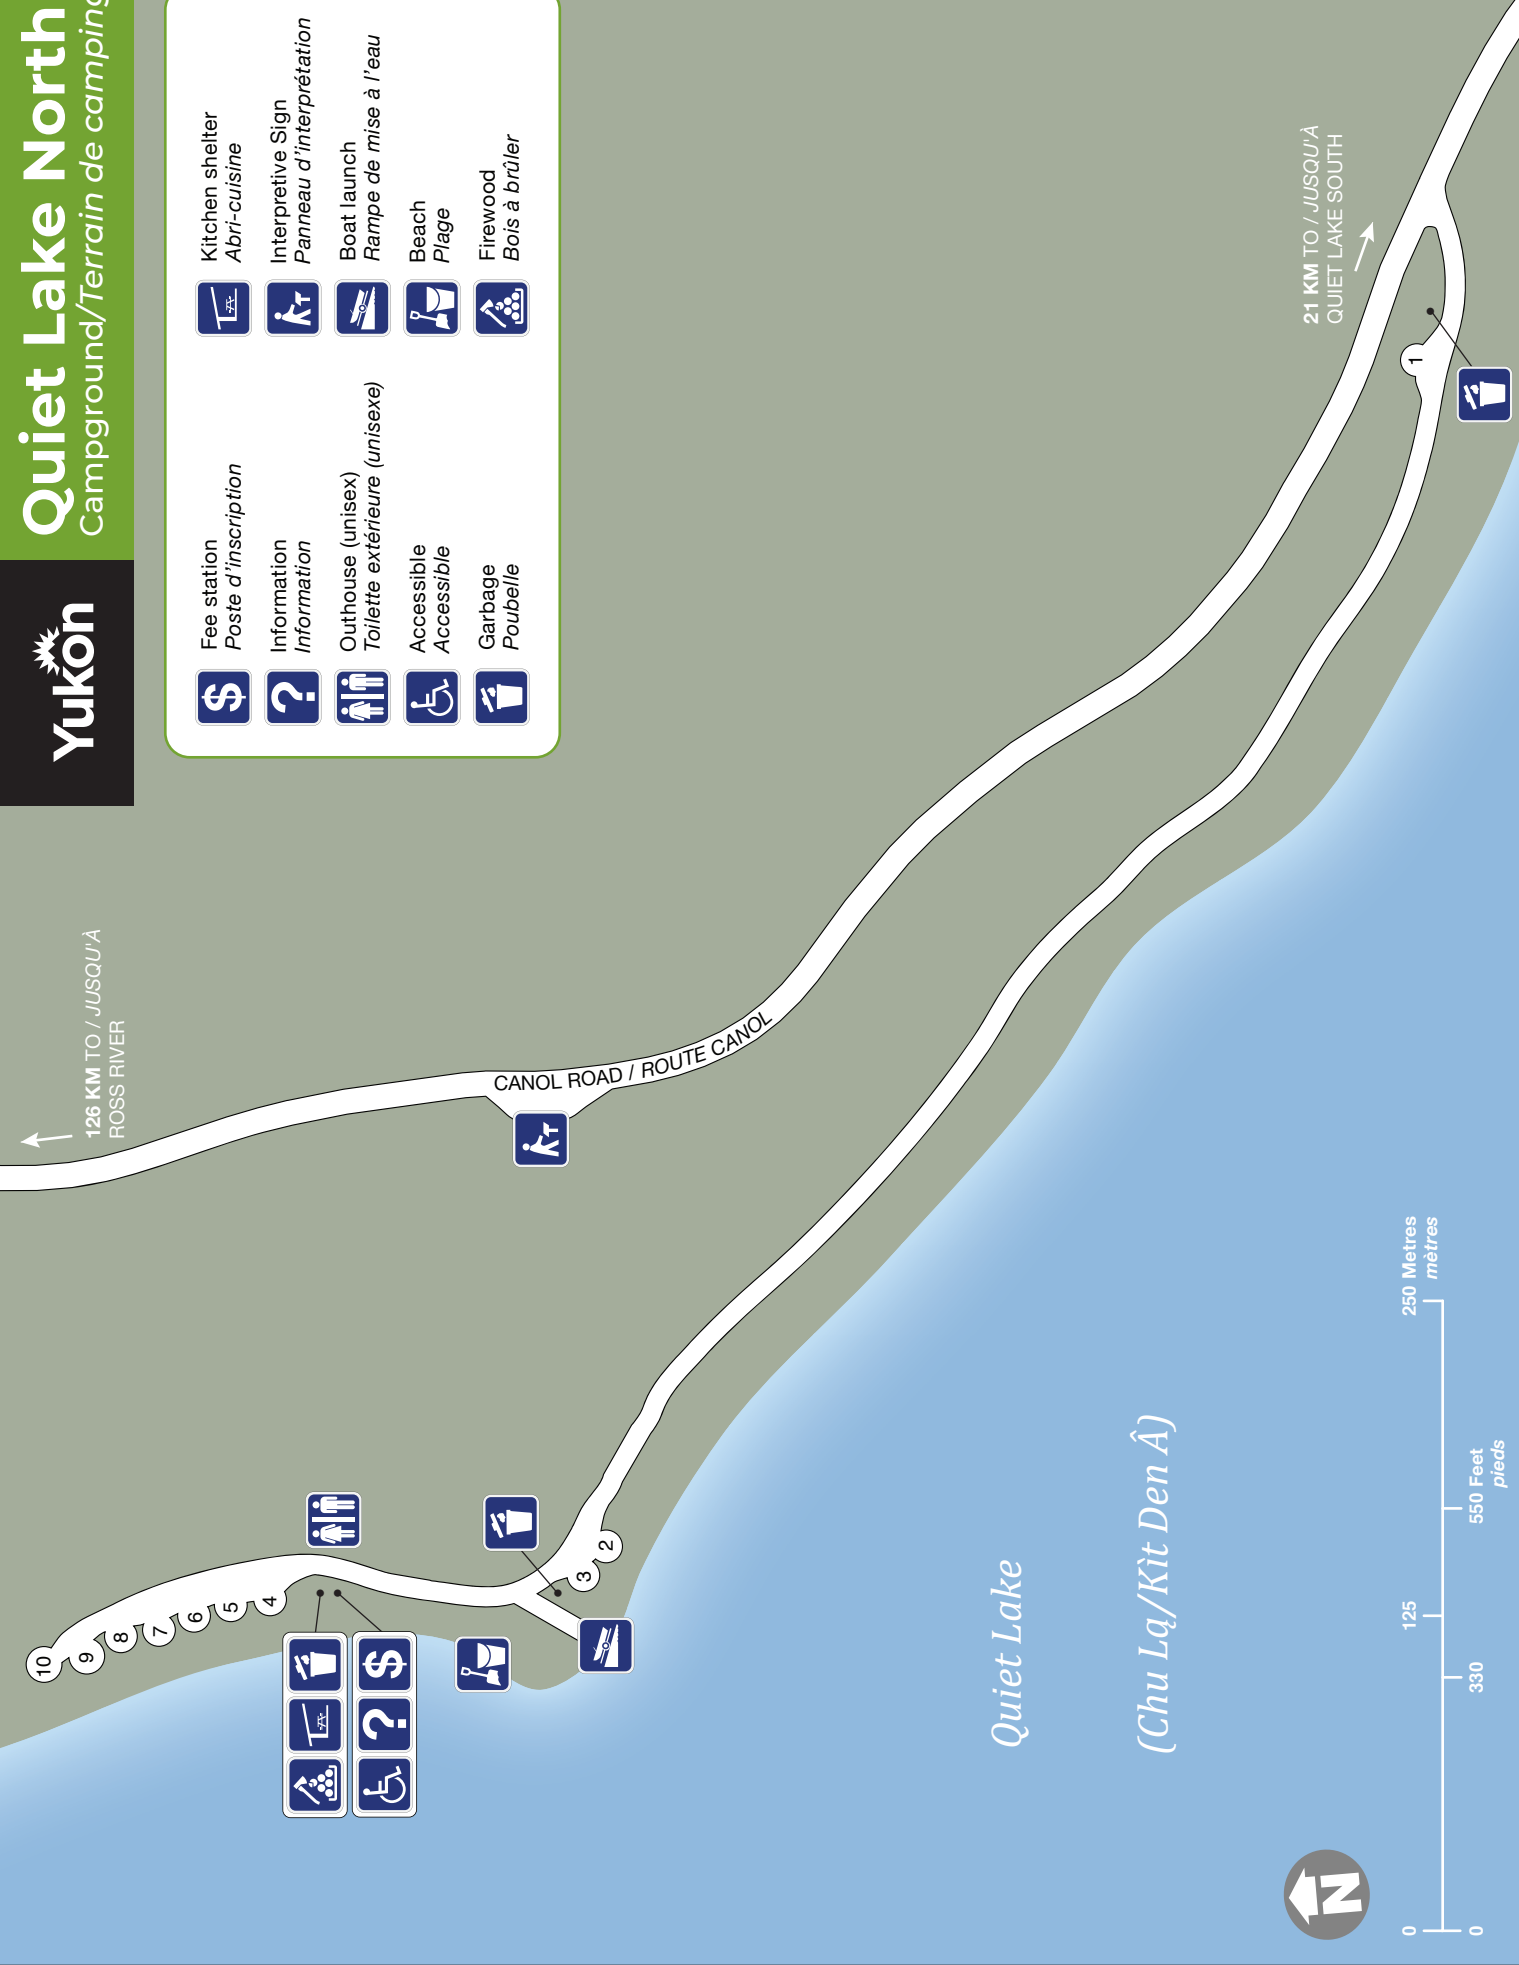 Yukon
Quiet Lake North
Campground/Terrain de camping
Fee station
Poste d'inscription
Information
Information
Outhouse (unisex)
Toilette extérieure (unisexe)
Accessible
Accessible
Garbage
Poubelle
Kitchen shelter
Abri-cuisine
Interpretive Sign
Panneau d'interprétation
Boat launch
Rampe de mise à l'eau
Beach
Plage
Firewood
Bois à brûler
126 KM TO / JUSQU'À
ROSS RIVER
CANOL ROAD / ROUTE CANOL
21 KM TO / JUSQU'À
QUIET LAKE SOUTH
10
9
8
7
6
5
4
3
2
1
Quiet Lake
(Chu Lą/Kìt Den Â)
N
0
125
250 Metres
mètres
0
330
550 Feet
pieds